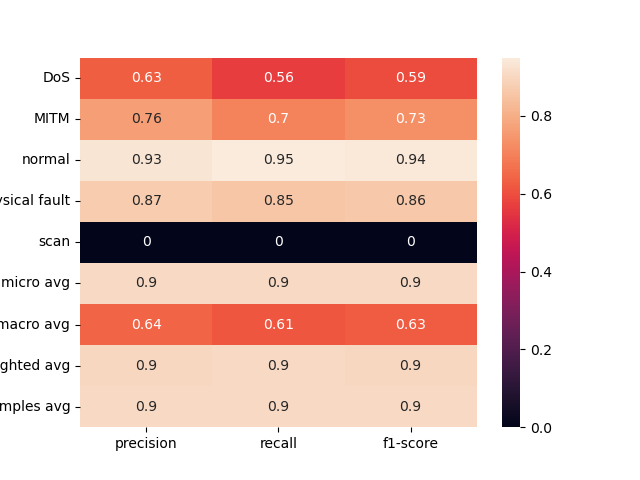 DoS 0.63 0.56 0.59
MITM 0.76 0.7 0.73
normal 0.93 0.95 0.94
ysical fault 0.87 0.85 0.86
scan 0 0 0
micro avg 0.9 0.9 0.9
macro avg 0.64 0.61 0.63
ghted avg 0.9 0.9 0.9
mples avg 0.9 0.9 0.9
precision recall f1-score
0.8
0.6
0.4
0.2
0.0